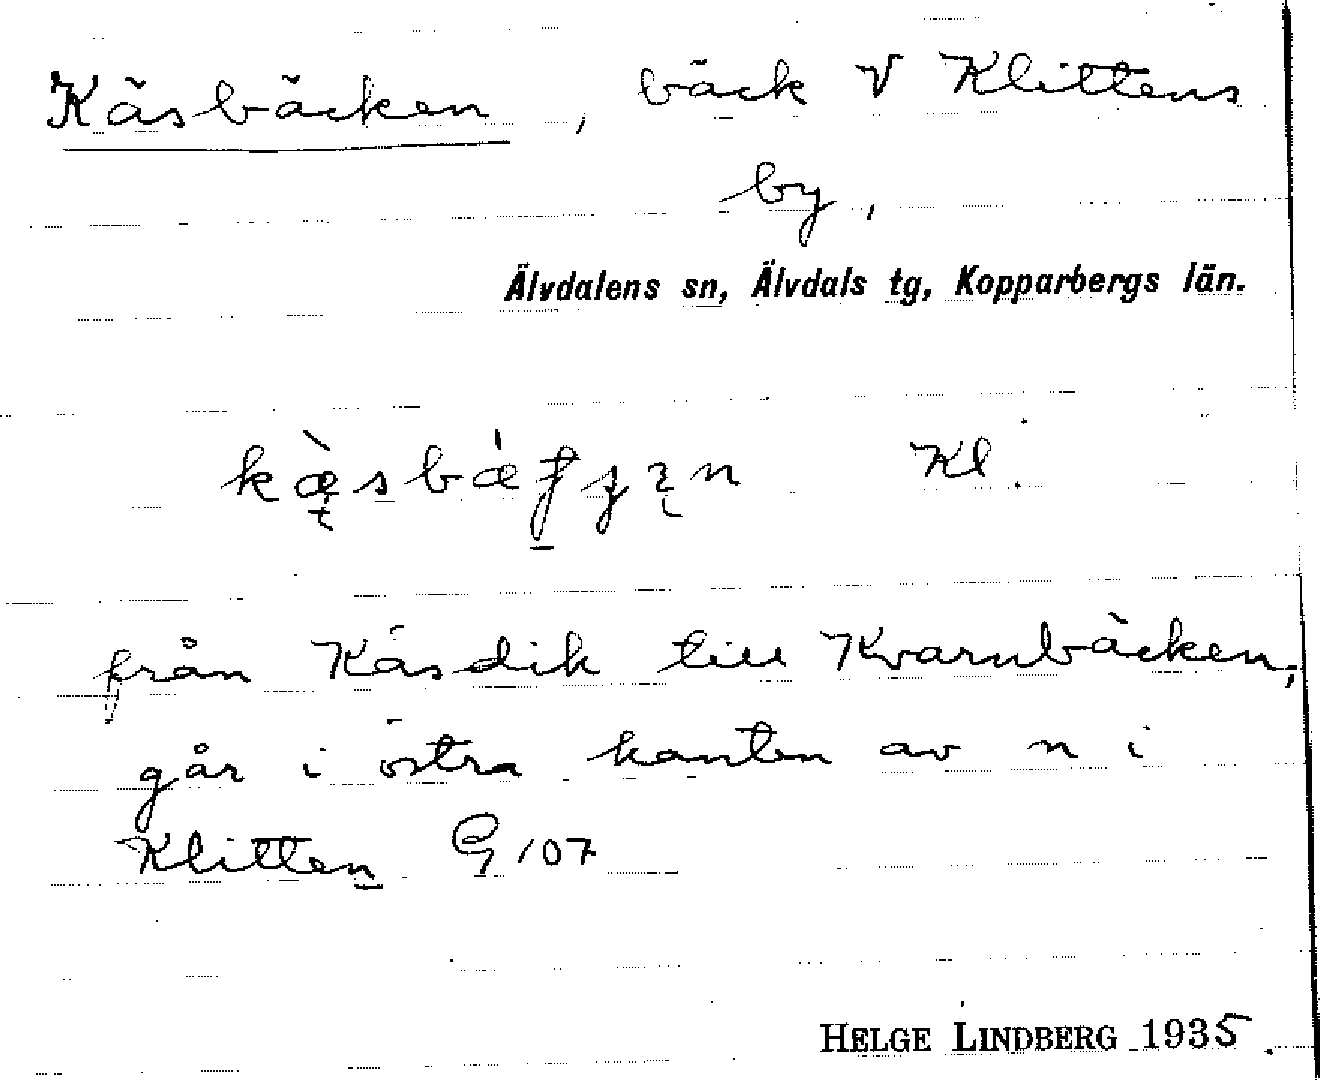 Käsbäcken, bäck V Klittens
by,
Älvdalens sn, Älvdals tg, Kopparbergs län.
Kl.
från Käsdik till Kvarnbäcken;
går i östra kanten av n i
Klitten G 107
HELGE LINDBERG 1935.